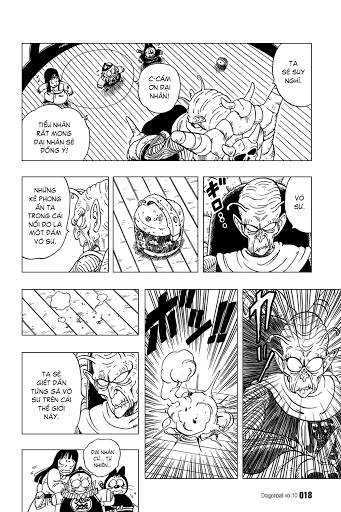 TA
SẼ SUY
NGHĨ.
C-CÁM
ƠN ĐẠI
NHÂN!
TIỂU NHÂN
RẤT MONG
ĐẠI NHÂN SẼ
ĐỒNG Ý!
VÕ
SƯ.
NHỮNG
KẺ PHONG
ẤN TA
TRONG CÁI
NỒI ĐÓ LÀ
MỘT ĐÁM
VÕ SƯ.
TA SẼ
GIẾT DẦN
TỪNG GÃ VÕ
SƯ TRÊN CÁI
THẾ GIỚI
NÀY.
ĐẠI NHÂN
CỨ... TỰ
NHIÊN...
Dragonball vol.10 018